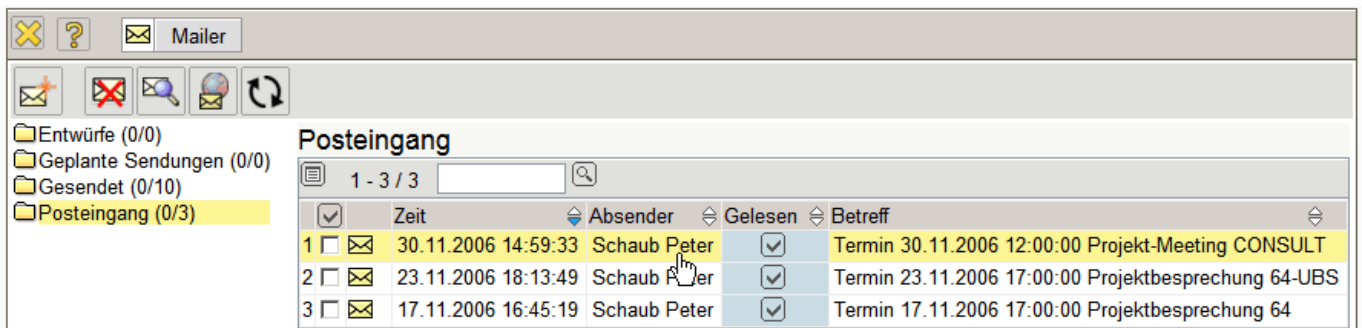 Mailer
Entwürfe (0/0)
Geplante Sendungen (0/0)
Gesendet (0/10)
Posteingang (0/3)
Posteingang
1 - 3 / 3
Zeit Absender Gelesen Betreff
1 30.11.2006 14:59:33 Schaub Peter Termin 30.11.2006 12:00:00 Projekt-Meeting CONSULT
2 23.11.2006 18:13:49 Schaub Peter Termin 23.11.2006 17:00:00 Projektbesprechung 64-UBS
3 17.11.2006 16:45:19 Schaub Peter Termin 17.11.2006 17:00:00 Projektbesprechung 64